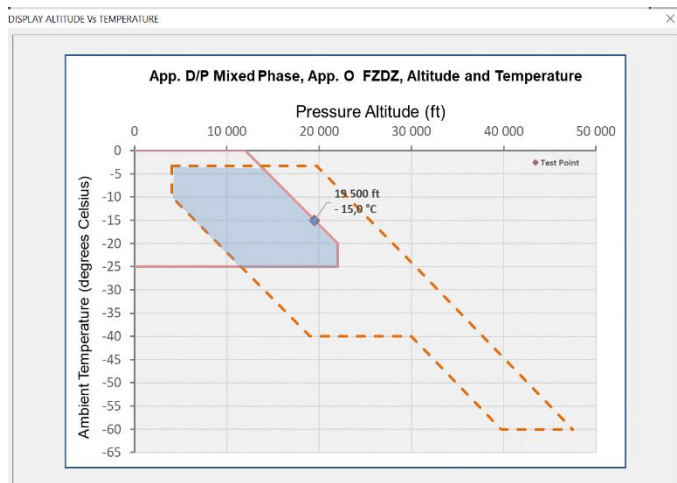 DISPLAY ALTITUDE Vs TEMPERATURE
App. D/P Mixed Phase, App. O FZDZ, Altitude and Temperature
Pressure Altitude (ft)
0 10 000 20 000 30 000 40 000 50 000
Ambient Temperature (degrees Celsius)
0
-5
-10
-15
-20
-25
-30
-35
-40
-45
-50
-55
-60
-65
Test Point
19 500 ft
- 15,0 °C